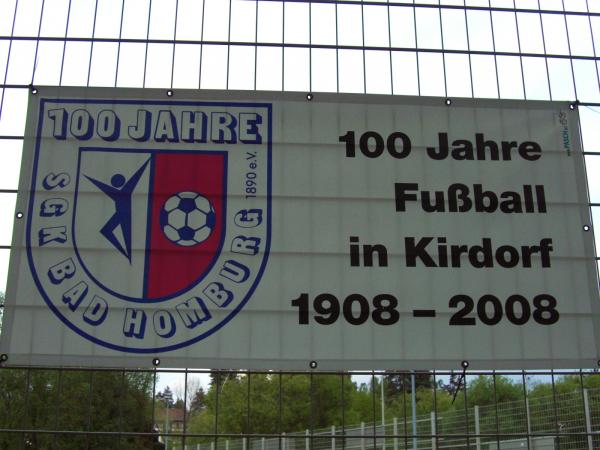 100 JAHRE
SGK BAD HOMBURG
1890 e.V.
100 Jahre
Fußball
in Kirdorf
1908 – 2008